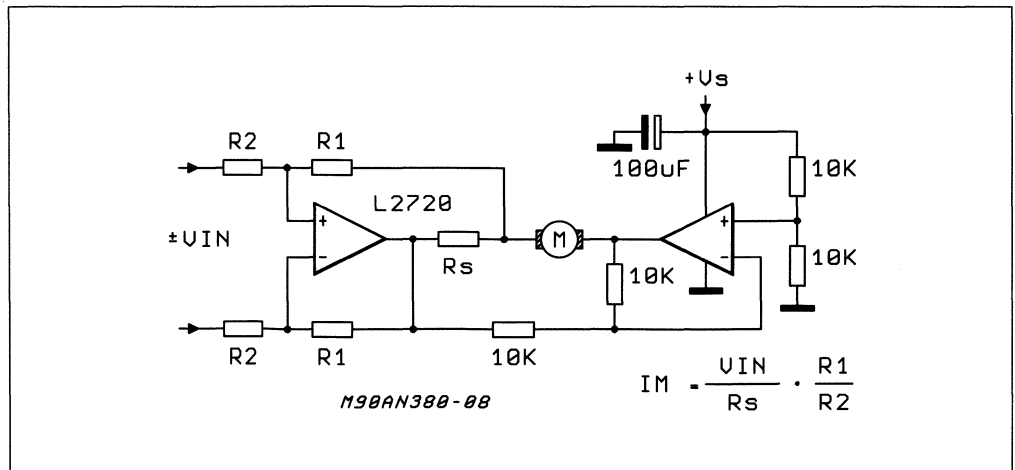 +Vs
R2 R1
100uF 10K
L2720
+ +
±VIN M
- -
Rs 10K 10K
R2 R1 10K
IM = VIN/Rs · R1/R2
M90AN380-08